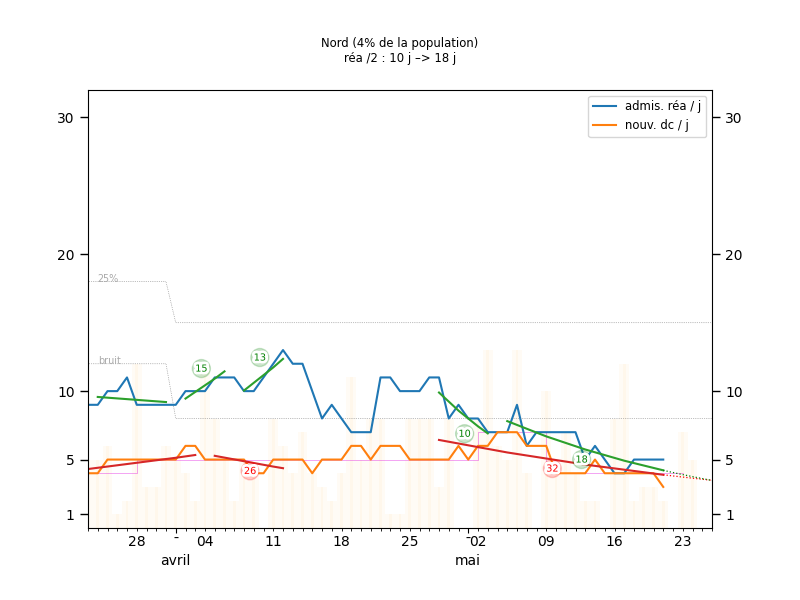 Nord (4% de la population)
réa /2 : 10 j –> 18 j
admis. réa / j
nouv. dc / j
30 30
20 20
25%
bruit
15 13
10 10
10
18
5 5
26 32
1 1
28 - 04 11 18 25 - 02 09 16 23
avril mai